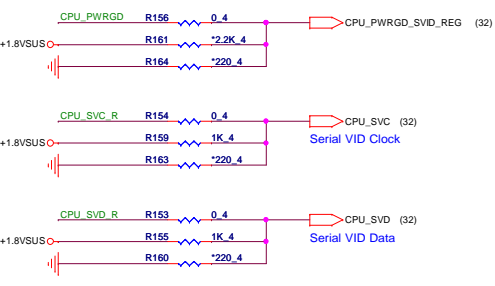 CPU_PWRGD R156 0_4 CPU_PWRGD_SVID_REG (32)
+1.8VSUS R161 *2.2K_4
R164 *220_4
CPU_SVC_R R154 0_4 CPU_SVC (32)
+1.8VSUS R159 1K_4 Serial VID Clock
R163 *220_4
CPU_SVD_R R153 0_4 CPU_SVD (32)
+1.8VSUS R155 1K_4 Serial VID Data
R160 *220_4